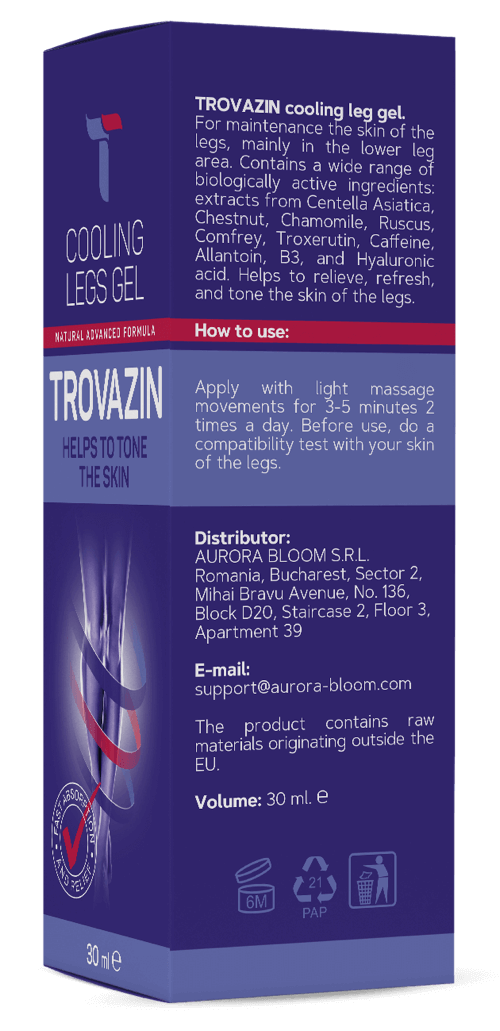 T
COOLING
LEGS GEL
NATURAL ADVANCED FORMULA
TROVAZIN
HELPS TO TONE
THE SKIN
FAST ABSORPTION
AND RELIEF
30 ml ℮
TROVAZIN cooling leg gel.
For maintenance the skin of the
legs, mainly in the lower leg
area. Contains a wide range of
biologically active ingredients:
extracts from Centella Asiatica,
Chestnut, Chamomile, Ruscus,
Comfrey, Troxerutin, Caffeine,
Allantoin, B3, and Hyaluronic
acid. Helps to relieve, refresh,
and tone the skin of the legs.
How to use:
Apply with light massage
movements for 3-5 minutes 2
times a day. Before use, do a
compatibility test with your skin
of the legs.
Distributor:
AURORA BLOOM S.R.L.
Romania, Bucharest, Sector 2,
Mihai Bravu Avenue, No. 136,
Block D20, Staircase 2, Floor 3,
Apartment 39
E-mail:
support@aurora-bloom.com
The product contains raw
materials originating outside the
EU.
Volume: 30 ml. ℮
6M
21
PAP